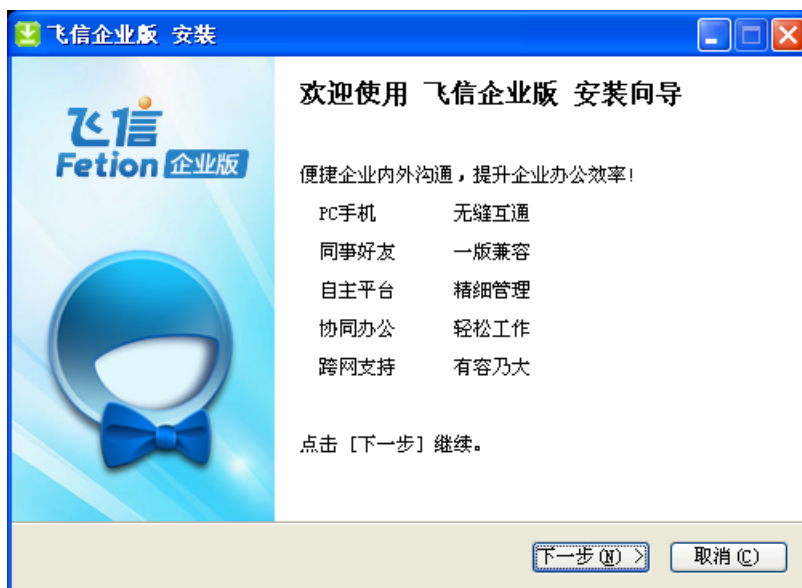 飞信企业版 安装
飞信
Fetion 企业版
欢迎使用 飞信企业版 安装向导
便捷企业内外沟通，提升企业办公效率!
PC手机 无缝互通
同事好友 一版兼容
自主平台 精细管理
协同办公 轻松工作
跨网支持 有容乃大
点击 [下一步] 继续。
下一步(N) >
取消(C)